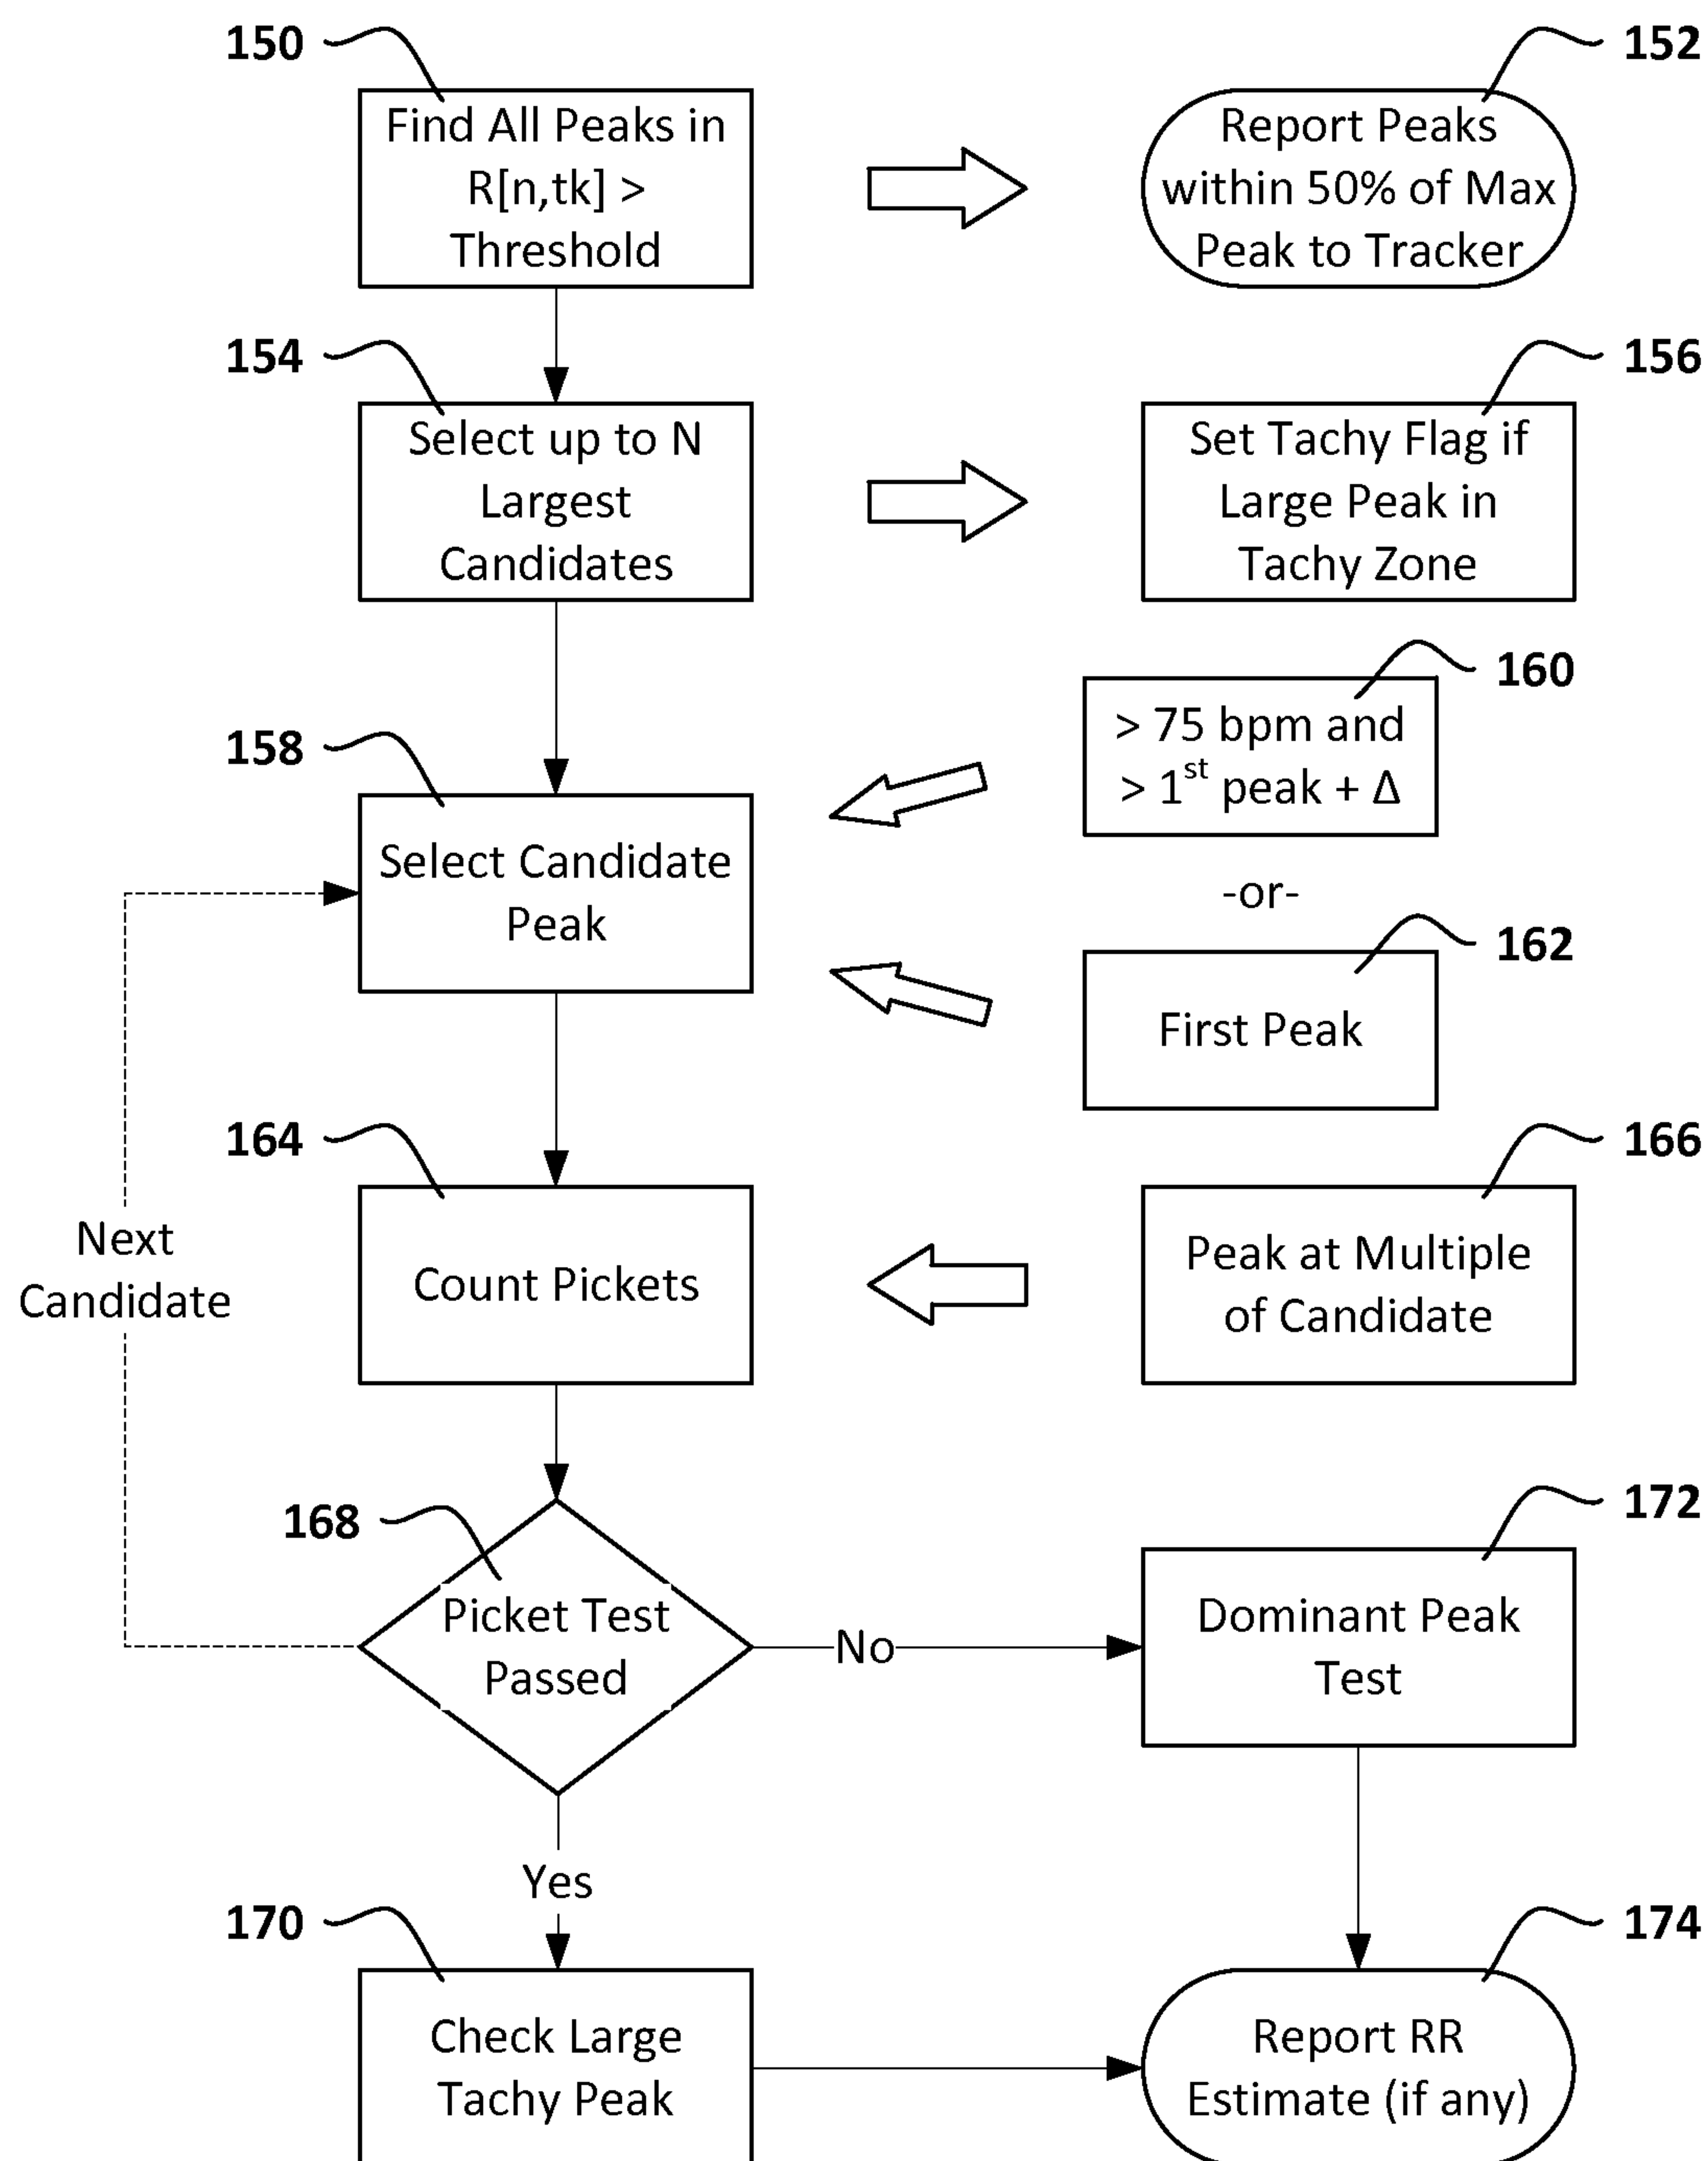 150
152
Find All Peaks in
R[n,tk] >
Threshold
Report Peaks
within 50% of Max
Peak to Tracker
154
156
Select up to N
Largest
Candidates
Set Tachy Flag if
Large Peak in
Tachy Zone
160
> 75 bpm and
> 1st peak + Δ
158
Select Candidate
Peak
-or-
162
First Peak
164
166
Next
Candidate
Count Pickets
Peak at Multiple
of Candidate
168
172
Picket Test
Passed
No
Dominant Peak
Test
Yes
170
174
Check Large
Tachy Peak
Report RR
Estimate (if any)